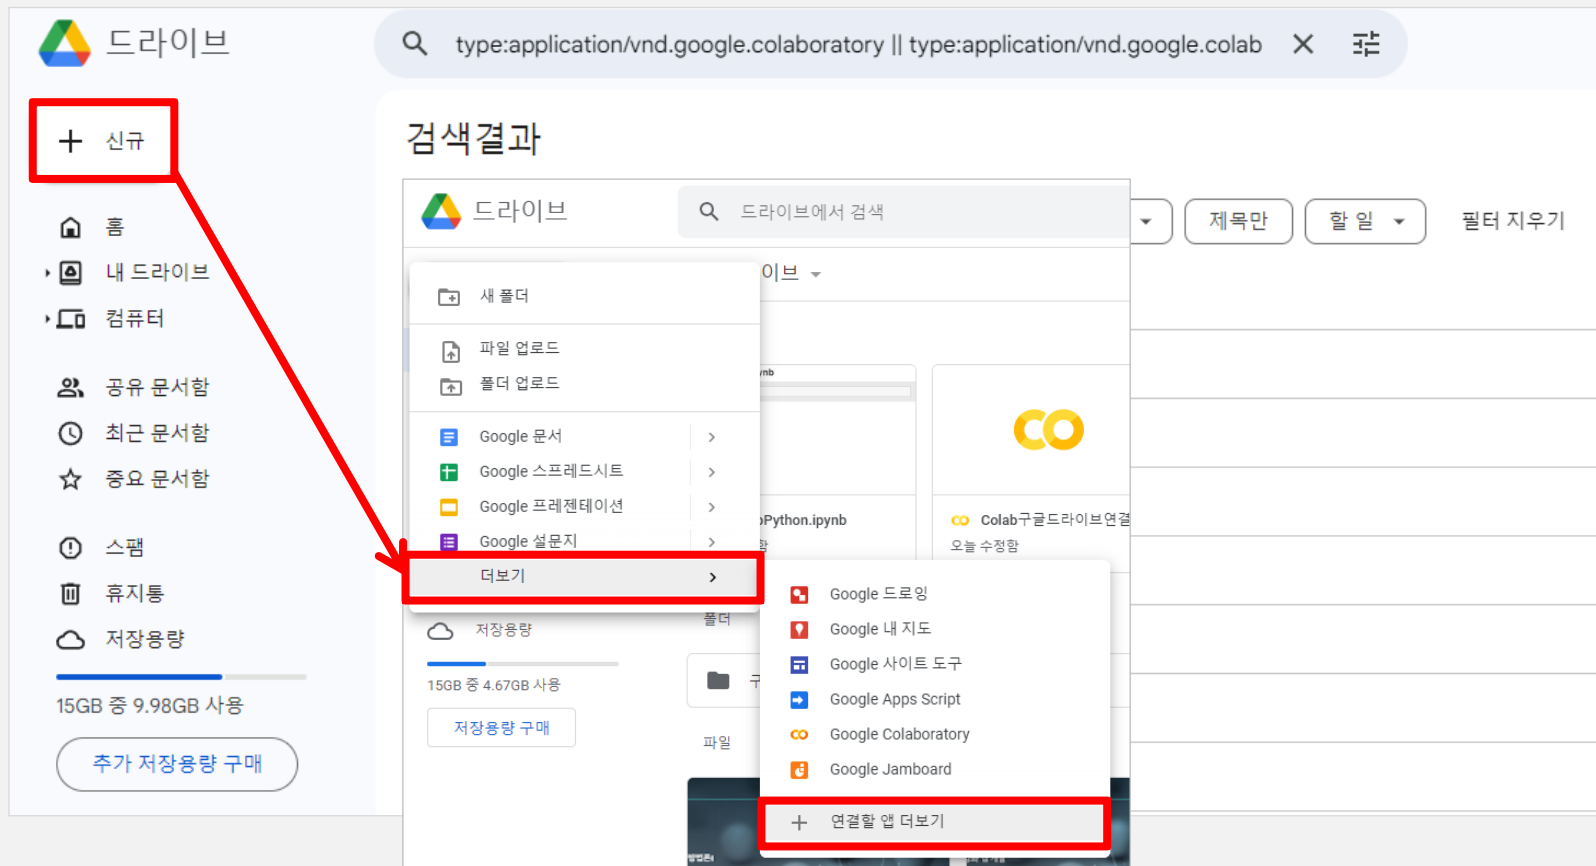 드라이브
type:application/vnd.google.colaboratory || type:application/vnd.google.colab
신규
홈
내 드라이브
컴퓨터
공유 문서함
최근 문서함
중요 문서함
스팸
휴지통
저장용량
15GB 중 9.98GB 사용
추가 저장용량 구매
검색결과
제목만
할 일
필터 지우기
드라이브
드라이브에서 검색
이브
새 폴더
파일 업로드
폴더 업로드
Google 문서
Google 스프레드시트
Google 프레젠테이션
Google 설문지
더보기
저장용량
15GB 중 4.67GB 사용
저장용량 구매
ynb
Python.ipynb
함
Colab구글드라이브연결
오늘 수정함
폴더
구
파일
Google 드로잉
Google 내 지도
Google 사이트 도구
Google Apps Script
Google Colaboratory
Google Jamboard
연결할 앱 더보기